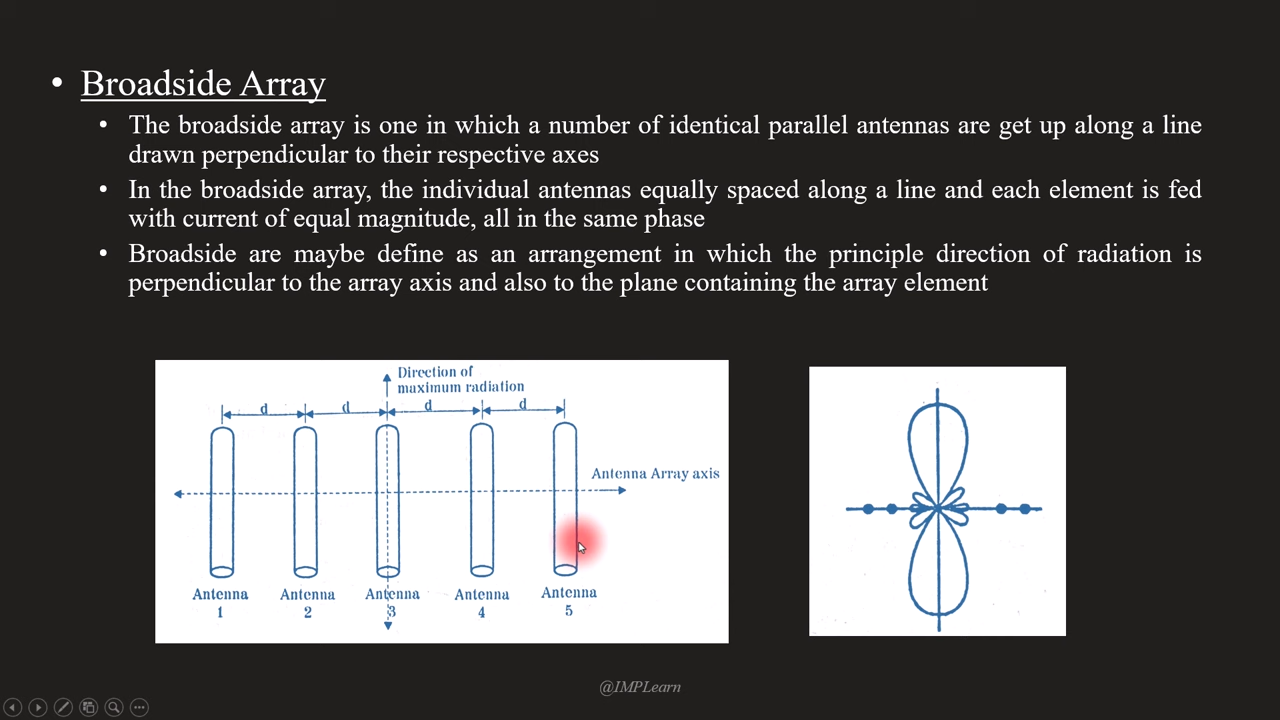 • Broadside Array
• The broadside array is one in which a number of identical parallel antennas are get up along a line
drawn perpendicular to their respective axes
• In the broadside array, the individual antennas equally spaced along a line and each element is fed
with current of equal magnitude, all in the same phase
• Broadside are maybe define as an arrangement in which the principle direction of radiation is
perpendicular to the array axis and also to the plane containing the array element
Direction of
maximum radiation
d d d d
Antenna Array axis
Antenna Antenna Antenna Antenna Antenna
1 2 3 4 5
@IMPLearn